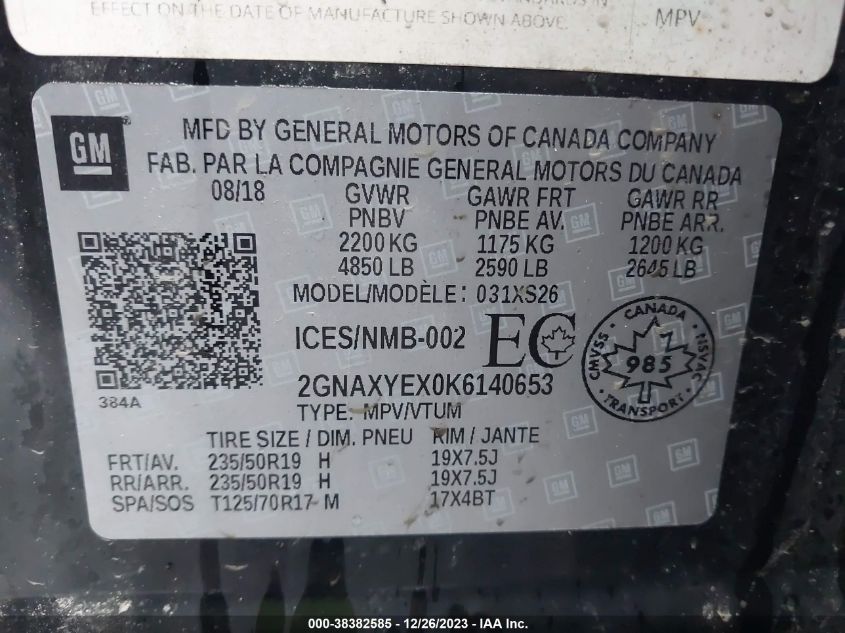 EFFECT ON THE DATE OF MANUFACTURE SHOWN ABOVE.
MPV
GM
MFD BY GENERAL MOTORS OF CANADA COMPANY
FAB. PAR LA COMPAGNIE GENERAL MOTORS DU CANADA
08/18 GVWR GAWR FRT GAWR RR
PNBV PNBE AV. PNBE ARR.
2200 KG 1175 KG 1200 KG
4850 LB 2590 LB 2645 LB
MODEL/MODÈLE: 031XS26
ICES/NMB-002 EC
CANADA
CMVSS 985 NSVAC
TRANSPORT
384A
2GNAXYEX0K6140653
TYPE: MPV/VTUM
TIRE SIZE / DIM. PNEU RIM / JANTE
FRT/AV. 235/50R19 H 19X7.5J
RR/ARR. 235/50R19 H 19X7.5J
SPA/SOS T125/70R17 M 17X4BT
000-38382585 - 12/26/2023 - IAA Inc.